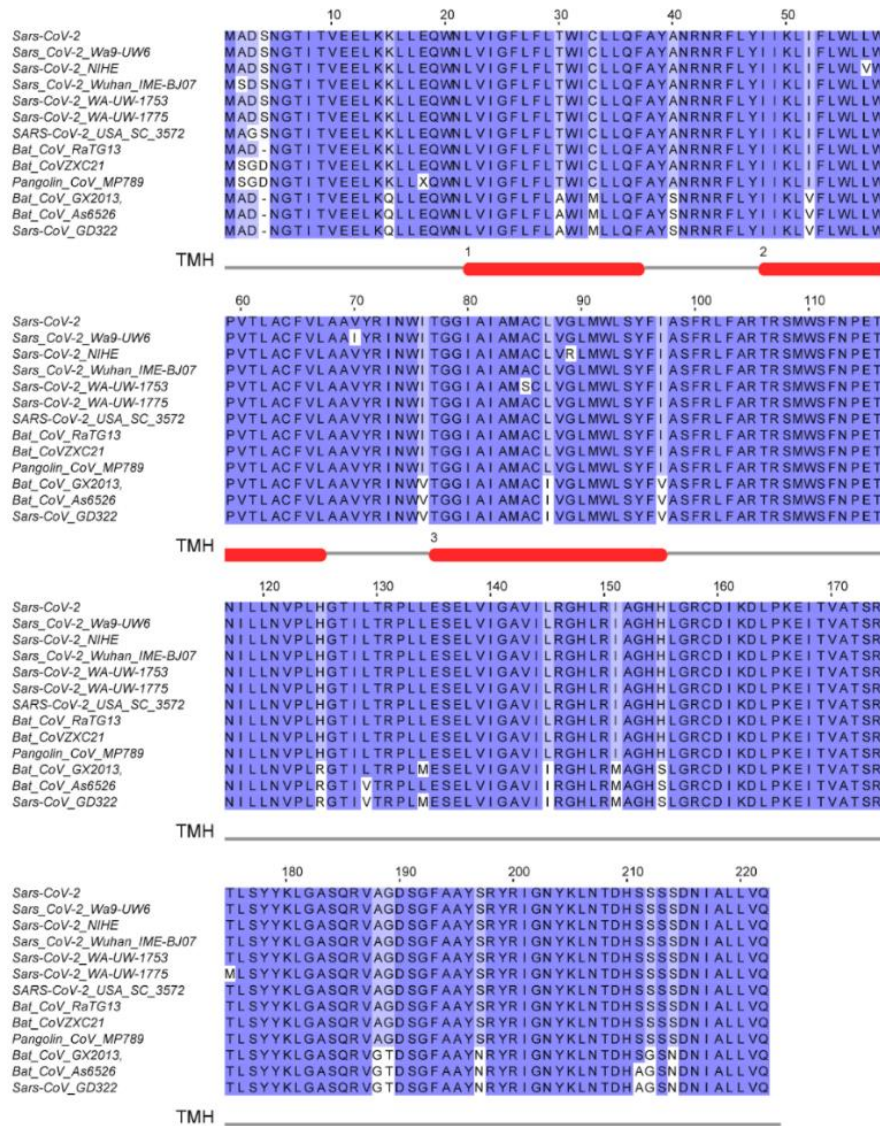 10 20 30 40 50
Sars-CoV-2 MADSNGTITVEELKKLLEQWNLVIGFLFLTWICLLQFAYANRNRFLYIIKLIFLWLLW
Sars_CoV-2_Wa9-UW6 MADSNGTITVEELKKLLEQWNLVIGFLFLTWICLLQFAYANRNRFLYIIKLIFLWLLW
Sars-CoV-2_NIHE MADSNGTITVEELKKLLEQWNLVIGFLFLTWICLLQFAYANRNRFLYIIKLIFLWLVW
Sars_CoV-2_Wuhan_IME-BJ07 MSDSNGTITVEELKKLLEQWNLVIGFLFLTWICLLQFAYANRNRFLYIIKLIFLWLLW
Sars-CoV-2_WA-UW-1753 MADSNGTITVEELKKLLEQWNLVIGFLFLTWICLLQFAYANRNRFLYIIKLIFLWLLW
Sars-CoV-2_WA-UW-1775 MADSNGTITVEELKKLLEQWNLVIGFLFLTWICLLQFAYANRNRFLYIIKLIFLWLLW
SARS-CoV-2_USA_SC_3572 MAGSNGTITVEELKKLLEQWNLVIGFLFLTWICLLQFAYANRNRFLYIIKLIFLWLLW
Bat_CoV_RaTG13 MAD-NGTITVEELKKLLEQWNLVIGFLFLTWICLLQFAYANRNRFLYIIKLIFLWLLW
Bat_CoVZXC21 MSGDNGTITVEELKKLLEQWNLVIGFLFLTWICLLQFAYANRNRFLYIIKLIFLWLLW
Pangolin_CoV_MP789 MSGDNGTITVEELKKLLXQWNLVIGFLFLTWICLLQFAYANRNRFLYIIKLIFLWLLW
Bat_CoV_GX2013, MAD-NGTITVEELKQLLEQWNLVIGFLFLAWIMLLQFAYSNRNRFLYIIKLVFLWLLW
Bat_CoV_As6526 MAD-NGTITVEELKQLLEQWNLVIGFLFLAWIMLLQFAYSNRNRFLYIIKLVFLWLLW
Sars-CoV_GD322 MAD-NGTITVEELKQLLEQWNLVIGFLFLAWIMLLQFAYSNRNRFLYIIKLVFLWLLW
TMH 1 2
60 70 80 90 100 110
Sars-CoV-2 PVTLACFVLAAVYRINWITGGIAIAMACLVGLMWLSYFIASFRLFARTRSMWSFNPET
Sars_CoV-2_Wa9-UW6 PVTLACFVLAAIYRINWITGGIAIAMACLVGLMWLSYFIASFRLFARTRSMWSFNPET
Sars-CoV-2_NIHE PVTLACFVLAAVYRINWITGGIAIAMACLVRLMWLSYFIASFRLFARTRSMWSFNPET
Sars_CoV-2_Wuhan_IME-BJ07 PVTLACFVLAAVYRINWITGGIAIAMACLVGLMWLSYFIASFRLFARTRSMWSFNPET
Sars-CoV-2_WA-UW-1753 PVTLACFVLAAVYRINWITGGIAIAMSCLVGLMWLSYFIASFRLFARTRSMWSFNPET
Sars-CoV-2_WA-UW-1775 PVTLACFVLAAVYRINWITGGIAIAMACLVGLMWLSYFIASFRLFARTRSMWSFNPET
SARS-CoV-2_USA_SC_3572 PVTLACFVLAAVYRINWITGGIAIAMACLVGLMWLSYFIASFRLFARTRSMWSFNPET
Bat_CoV_RaTG13 PVTLACFVLAAVYRINWITGGIAIAMACLVGLMWLSYFIASFRLFARTRSMWSFNPET
Bat_CoVZXC21 PVTLACFVLAAVYRINWITGGIAIAMACLVGLMWLSYFIASFRLFARTRSMWSFNPET
Pangolin_CoV_MP789 PVTLACFVLAAVYRINWITGGIAIAMACLVGLMWLSYFIASFRLFARTRSMWSFNPET
Bat_CoV_GX2013, PVTLACFVLAAVYRINWVTGGIAIAMACIVGLMWLSYFVASFRLFARTRSMWSFNPET
Bat_CoV_As6526 PVTLACFVLAAVYRINWVTGGIAIAMACIVGLMWLSYFVASFRLFARTRSMWSFNPET
Sars-CoV_GD322 PVTLACFVLAAVYRINWVTGGIAIAMACIVGLMWLSYFVASFRLFARTRSMWSFNPET
TMH 3
120 130 140 150 160 170
Sars-CoV-2 NILLNVPLHGTILTRPLLESELVIGAVILRGHLRIAGHHLGRCDIKDLPKEITVATSR
Sars_CoV-2_Wa9-UW6 NILLNVPLHGTILTRPLLESELVIGAVILRGHLRIAGHHLGRCDIKDLPKEITVATSR
Sars-CoV-2_NIHE NILLNVPLHGTILTRPLLESELVIGAVILRGHLRIAGHHLGRCDIKDLPKEITVATSR
Sars_CoV-2_Wuhan_IME-BJ07 NILLNVPLHGTILTRPLLESELVIGAVILRGHLRIAGHHLGRCDIKDLPKEITVATSR
Sars-CoV-2_WA-UW-1753 NILLNVPLHGTILTRPLLESELVIGAVILRGHLRIAGHHLGRCDIKDLPKEITVATSR
Sars-CoV-2_WA-UW-1775 NILLNVPLHGTILTRPLLESELVIGAVILRGHLRIAGHHLGRCDIKDLPKEITVATSR
SARS-CoV-2_USA_SC_3572 NILLNVPLHGTILTRPLLESELVIGAVILRGHLRIAGHHLGRCDIKDLPKEITVATSR
Bat_CoV_RaTG13 NILLNVPLHGTILTRPLLESELVIGAVILRGHLRIAGHHLGRCDIKDLPKEITVATSR
Bat_CoVZXC21 NILLNVPLHGTILTRPLLESELVIGAVILRGHLRIAGHHLGRCDIKDLPKEITVATSR
Pangolin_CoV_MP789 NILLNVPLHGTILTRPLLESELVIGAVILRGHLRIAGHHLGRCDIKDLPKEITVATSR
Bat_CoV_GX2013, NILLNVPLRGTILTRPLMESELVIGAVIIRGHLRMAGHSLGRCDIKDLPKEITVATSR
Bat_CoV_As6526 NILLNVPLRGTIVTRPLLESELVIGAVIIRGHLRMAGHSLGRCDIKDLPKEITVATSR
Sars-CoV_GD322 NILLNVPLRGTIVTRPLMESELVIGAVIIRGHLRMAGHSLGRCDIKDLPKEITVATSR
TMH
180 190 200 210 220
Sars-CoV-2 TLSYYKLGASQRVAGDSGFAAYSRYRIGNYKLNTDHSSSSDNIALLVQ
Sars_CoV-2_Wa9-UW6 TLSYYKLGASQRVAGDSGFAAYSRYRIGNYKLNTDHSSSSDNIALLVQ
Sars-CoV-2_NIHE TLSYYKLGASQRVAGDSGFAAYSRYRIGNYKLNTDHSSSSDNIALLVQ
Sars_CoV-2_Wuhan_IME-BJ07 TLSYYKLGASQRVAGDSGFAAYSRYRIGNYKLNTDHSSSSDNIALLVQ
Sars-CoV-2_WA-UW-1753 TLSYYKLGASQRVAGDSGFAAYSRYRIGNYKLNTDHSSSSDNIALLVQ
Sars-CoV-2_WA-UW-1775 MLSYYKLGASQRVAGDSGFAAYSRYRIGNYKLNTDHSSSSDNIALLVQ
SARS-CoV-2_USA_SC_3572 TLSYYKLGASQRVAGDSGFAAYSRYRIGNYKLNTDHSSSSDNIALLVQ
Bat_CoV_RaTG13 TLSYYKLGASQRVAGDSGFAAYSRYRIGNYKLNTDHSSSSDNIALLVQ
Bat_CoVZXC21 TLSYYKLGASQRVAGDSGFAAYSRYRIGNYKLNTDHSSSSDNIALLVQ
Pangolin_CoV_MP789 TLSYYKLGASQRVAGDSGFAAYSRYRIGNYKLNTDHSSSSDNIALLVQ
Bat_CoV_GX2013, TLSYYKLGASQRVGTDSGFAAYNRYRIGNYKLNTDHSGSNDNIALLVQ
Bat_CoV_As6526 TLSYYKLGASQRVGTDSGFAAYNRYRIGNYKLNTDHAGSNDNIALLVQ
Sars-CoV_GD322 TLSYYKLGASQRVGTDSGFAAYNRYRIGNYKLNTDHAGSNDNIALLVQ
TMH